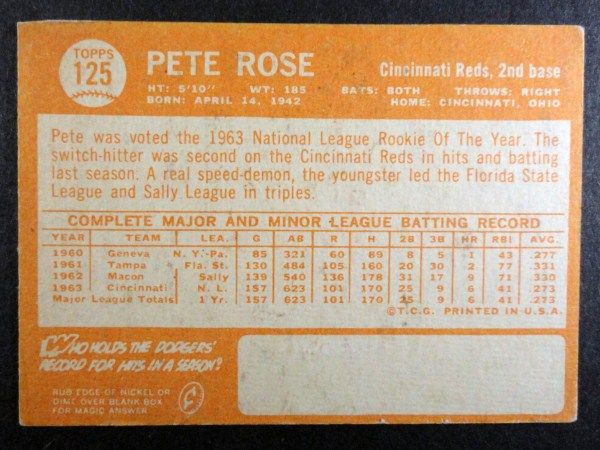 TOPPS
125
PETE ROSE
Cincinnati Reds, 2nd base
HT: 5'10" WT: 185 BATS: BOTH THROWS: RIGHT
BORN: APRIL 14, 1942 HOME: CINCINNATI, OHIO
Pete was voted the 1963 National League Rookie Of The Year. The
switch-hitter was second on the Cincinnati Reds in hits and batting
last season. A real speed-demon, the youngster led the Florida State
League and Sally League in triples.
COMPLETE MAJOR AND MINOR LEAGUE BATTING RECORD
YEAR TEAM LEA. G AB R H 2B 3B HR RBI AVG.
1960 Geneva N.Y.-Pa. 85 321 60 89 8 5 1 43 .277
1961 Tampa Fla. St. 130 484 105 160 20 30 2 77 .331
1962 Macon Sally 139 540 136 178 31 17 9 71 .330
1963 Cincinnati N.L. 157 623 101 170 25 9 6 41 .273
Major League Totals 1 Yr. 157 623 101 170 25 9 6 41 .273
©T.C.G. PRINTED IN U.S.A.
WHO HOLDS THE DODGERS'
RECORD FOR HITS IN A SEASON?
RUB EDGE OF NICKEL OR
DIME OVER BLANK BOX
FOR MAGIC ANSWER